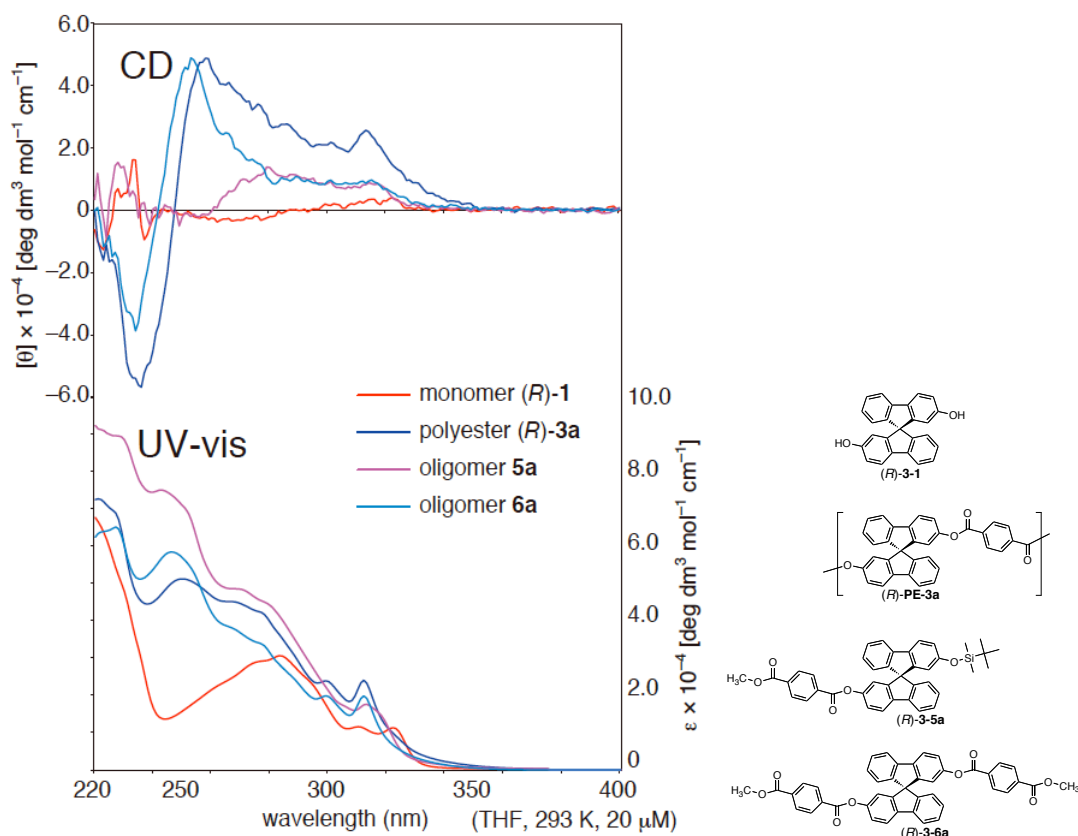 6.0
4.0
2.0
0
−2.0
−4.0
−6.0
[θ] × 10⁻⁴ [deg dm³ mol⁻¹ cm⁻¹]
CD
UV-vis
monomer (R)-1
polyester (R)-3a
oligomer 5a
oligomer 6a
10.0
8.0
6.0
4.0
2.0
0
ε × 10⁻⁴ [deg dm³ mol⁻¹ cm⁻¹]
220
250
300
350
400
wavelength (nm)
(THF, 293 K, 20 μM)
OH
HO
(R)-3-1
O
O
O
O
(R)-PE-3a
O
Si
O
H₃C
O
O
O
(R)-3-5a
O
O
O
CH₃
O
O
H₃C
O
O
O
(R)-3-6a